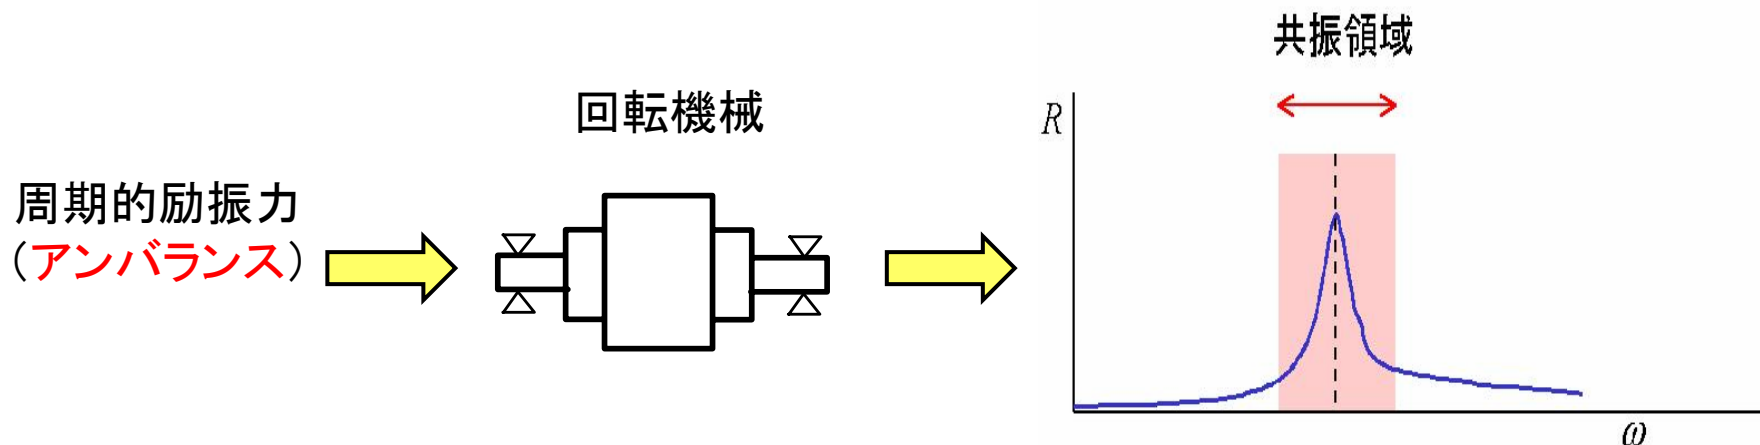 周期的励振力
(アンバランス)
回転機械
共振領域
R
ω